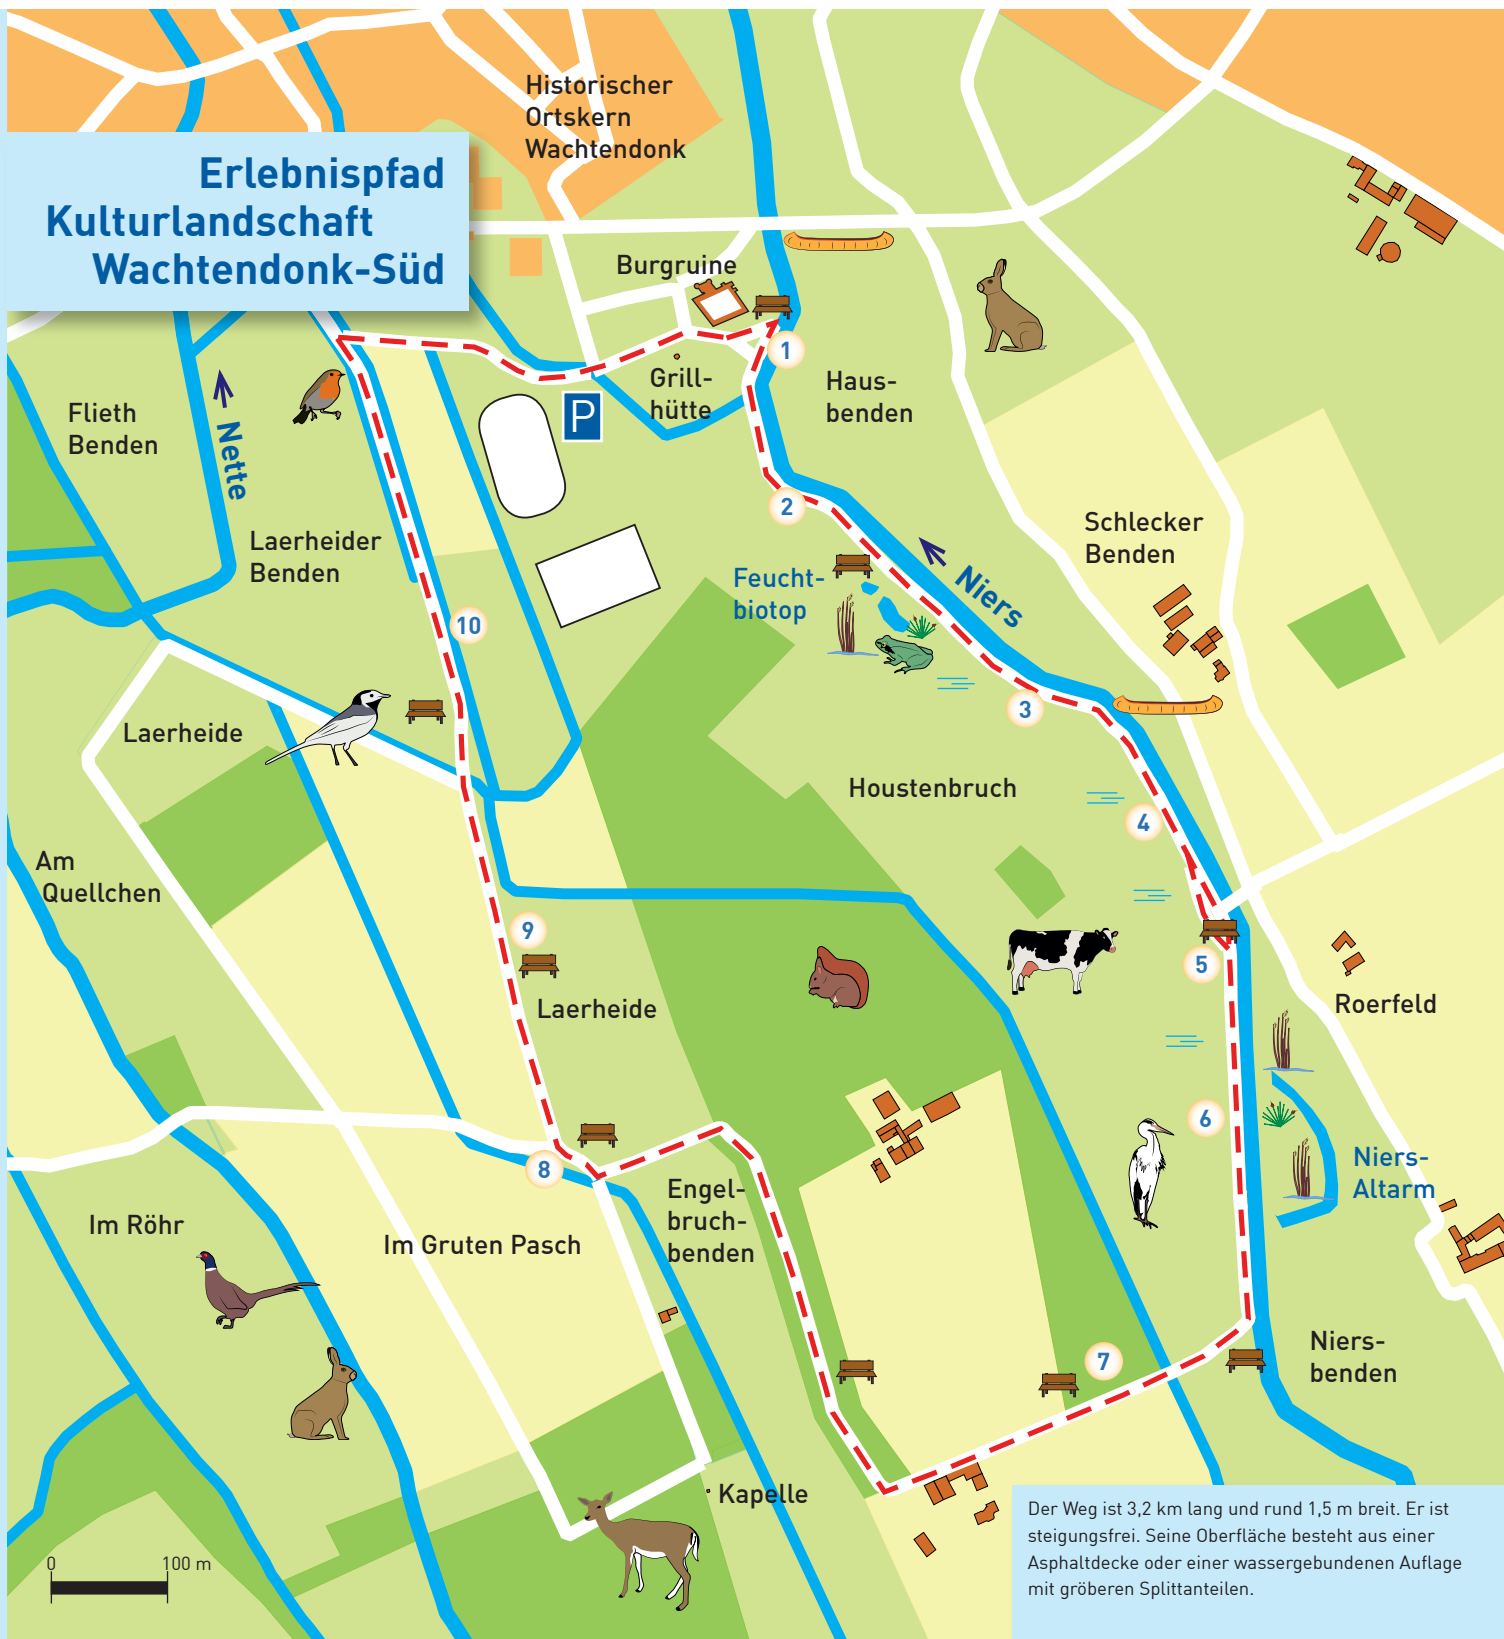 Historischer
Ortskern
Wachtendonk
Erlebnispfad
Kulturlandschaft
Wachtendonk-Süd
Burgruine
1
Grill-
hütte
Haus-
benden
P
Flieth
Benden
Nette
2
Schlecker
Benden
Laerheider
Benden
Feucht-
biotop
Niers
10
3
Laerheide
Houstenbruch
4
Am
Quellchen
9
5
Laerheide
Roerfeld
6
8
Niers-
Altarm
Engel-
bruch-
benden
Im Röhr
Im Gruten Pasch
7
Niers-
benden
Kapelle
0 100 m
Der Weg ist 3,2 km lang und rund 1,5 m breit. Er ist
steigungsfrei. Seine Oberfläche besteht aus einer
Asphaltdecke oder einer wassergebundenen Auflage
mit gröberen Splittanteilen.